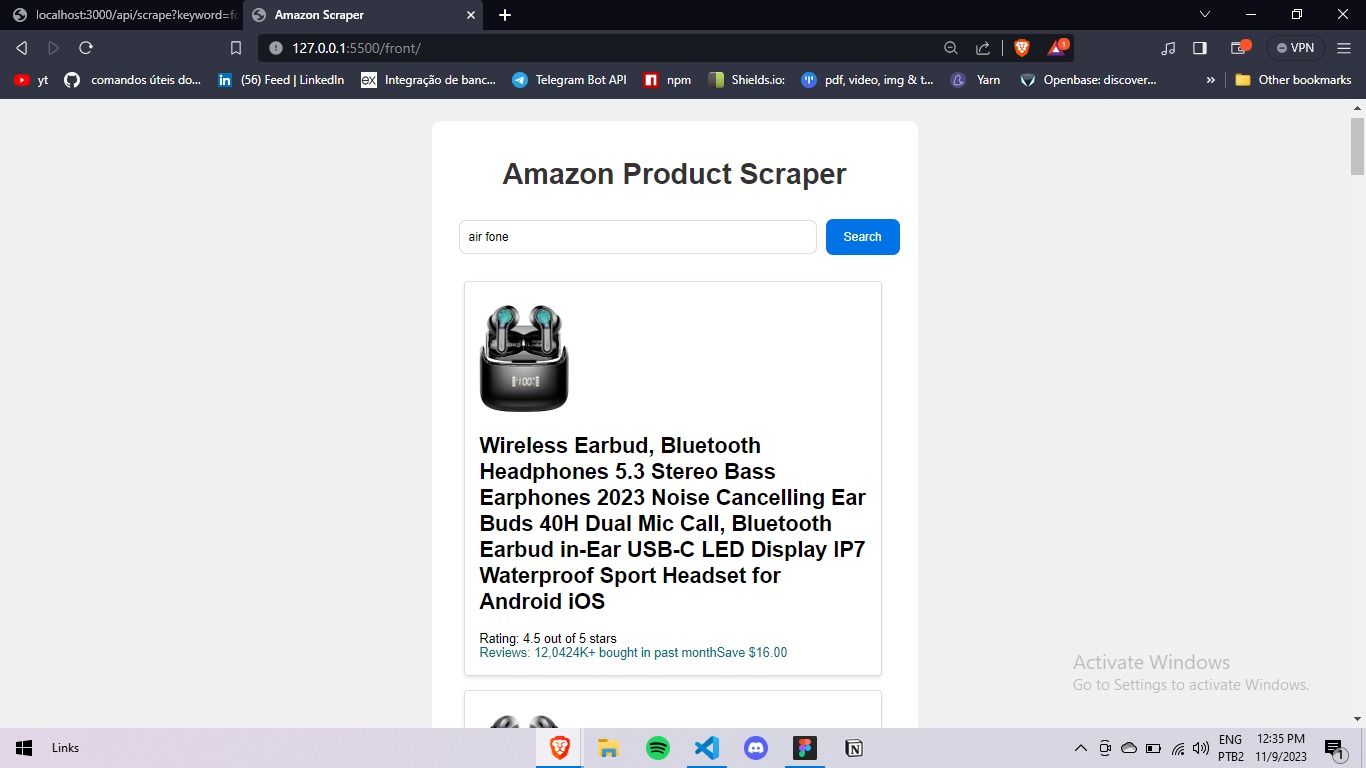 localhost:3000/api/scrape?keyword=fo
Amazon Scraper
127.0.0.1:5500/front/
1
VPN
yt
comandos úteis do...
(56) Feed | LinkedIn
Integração de banc...
Telegram Bot API
npm
Shields.io:
pdf, video, img & t...
Yarn
Openbase: discover...
»
Other bookmarks
Amazon Product Scraper
air fone
Search
Wireless Earbud, Bluetooth
Headphones 5.3 Stereo Bass
Earphones 2023 Noise Cancelling Ear
Buds 40H Dual Mic Call, Bluetooth
Earbud in-Ear USB-C LED Display IP7
Waterproof Sport Headset for
Android iOS
Rating: 4.5 out of 5 stars
Reviews: 12,0424K+ bought in past monthSave $16.00
Activate Windows
Go to Settings to activate Windows.
Links
ENG
PTB2
12:35 PM
11/9/2023
1